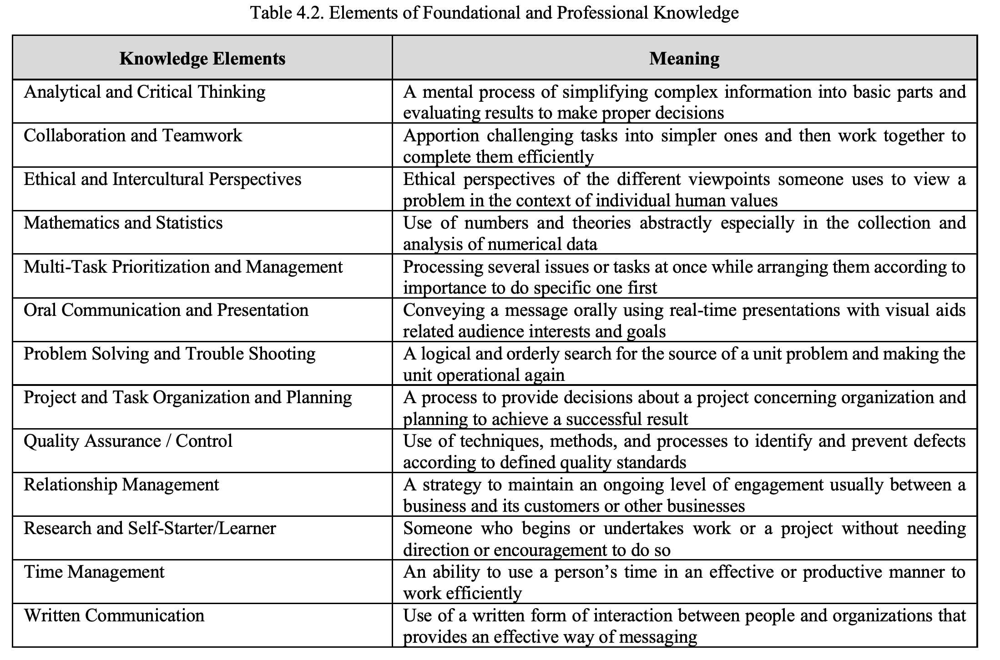 Table 4.2. Elements of Foundational and Professional Knowledge
Knowledge Elements
Meaning
Analytical and Critical Thinking
A mental process of simplifying complex information into basic parts and
evaluating results to make proper decisions
Collaboration and Teamwork
Apportion challenging tasks into simpler ones and then work together to
complete them efficiently
Ethical and Intercultural Perspectives
Ethical perspectives of the different viewpoints someone uses to view a
problem in the context of individual human values
Mathematics and Statistics
Use of numbers and theories abstractly especially in the collection and
analysis of numerical data
Multi-Task Prioritization and Management
Processing several issues or tasks at once while arranging them according to
importance to do specific one first
Oral Communication and Presentation
Conveying a message orally using real-time presentations with visual aids
related audience interests and goals
Problem Solving and Trouble Shooting
A logical and orderly search for the source of a unit problem and making the
unit operational again
Project and Task Organization and Planning
A process to provide decisions about a project concerning organization and
planning to achieve a successful result
Quality Assurance / Control
Use of techniques, methods, and processes to identify and prevent defects
according to defined quality standards
Relationship Management
A strategy to maintain an ongoing level of engagement usually between a
business and its customers or other businesses
Research and Self-Starter/Learner
Someone who begins or undertakes work or a project without needing
direction or encouragement to do so
Time Management
An ability to use a person’s time in an effective or productive manner to
work efficiently
Written Communication
Use of a written form of interaction between people and organizations that
provides an effective way of messaging